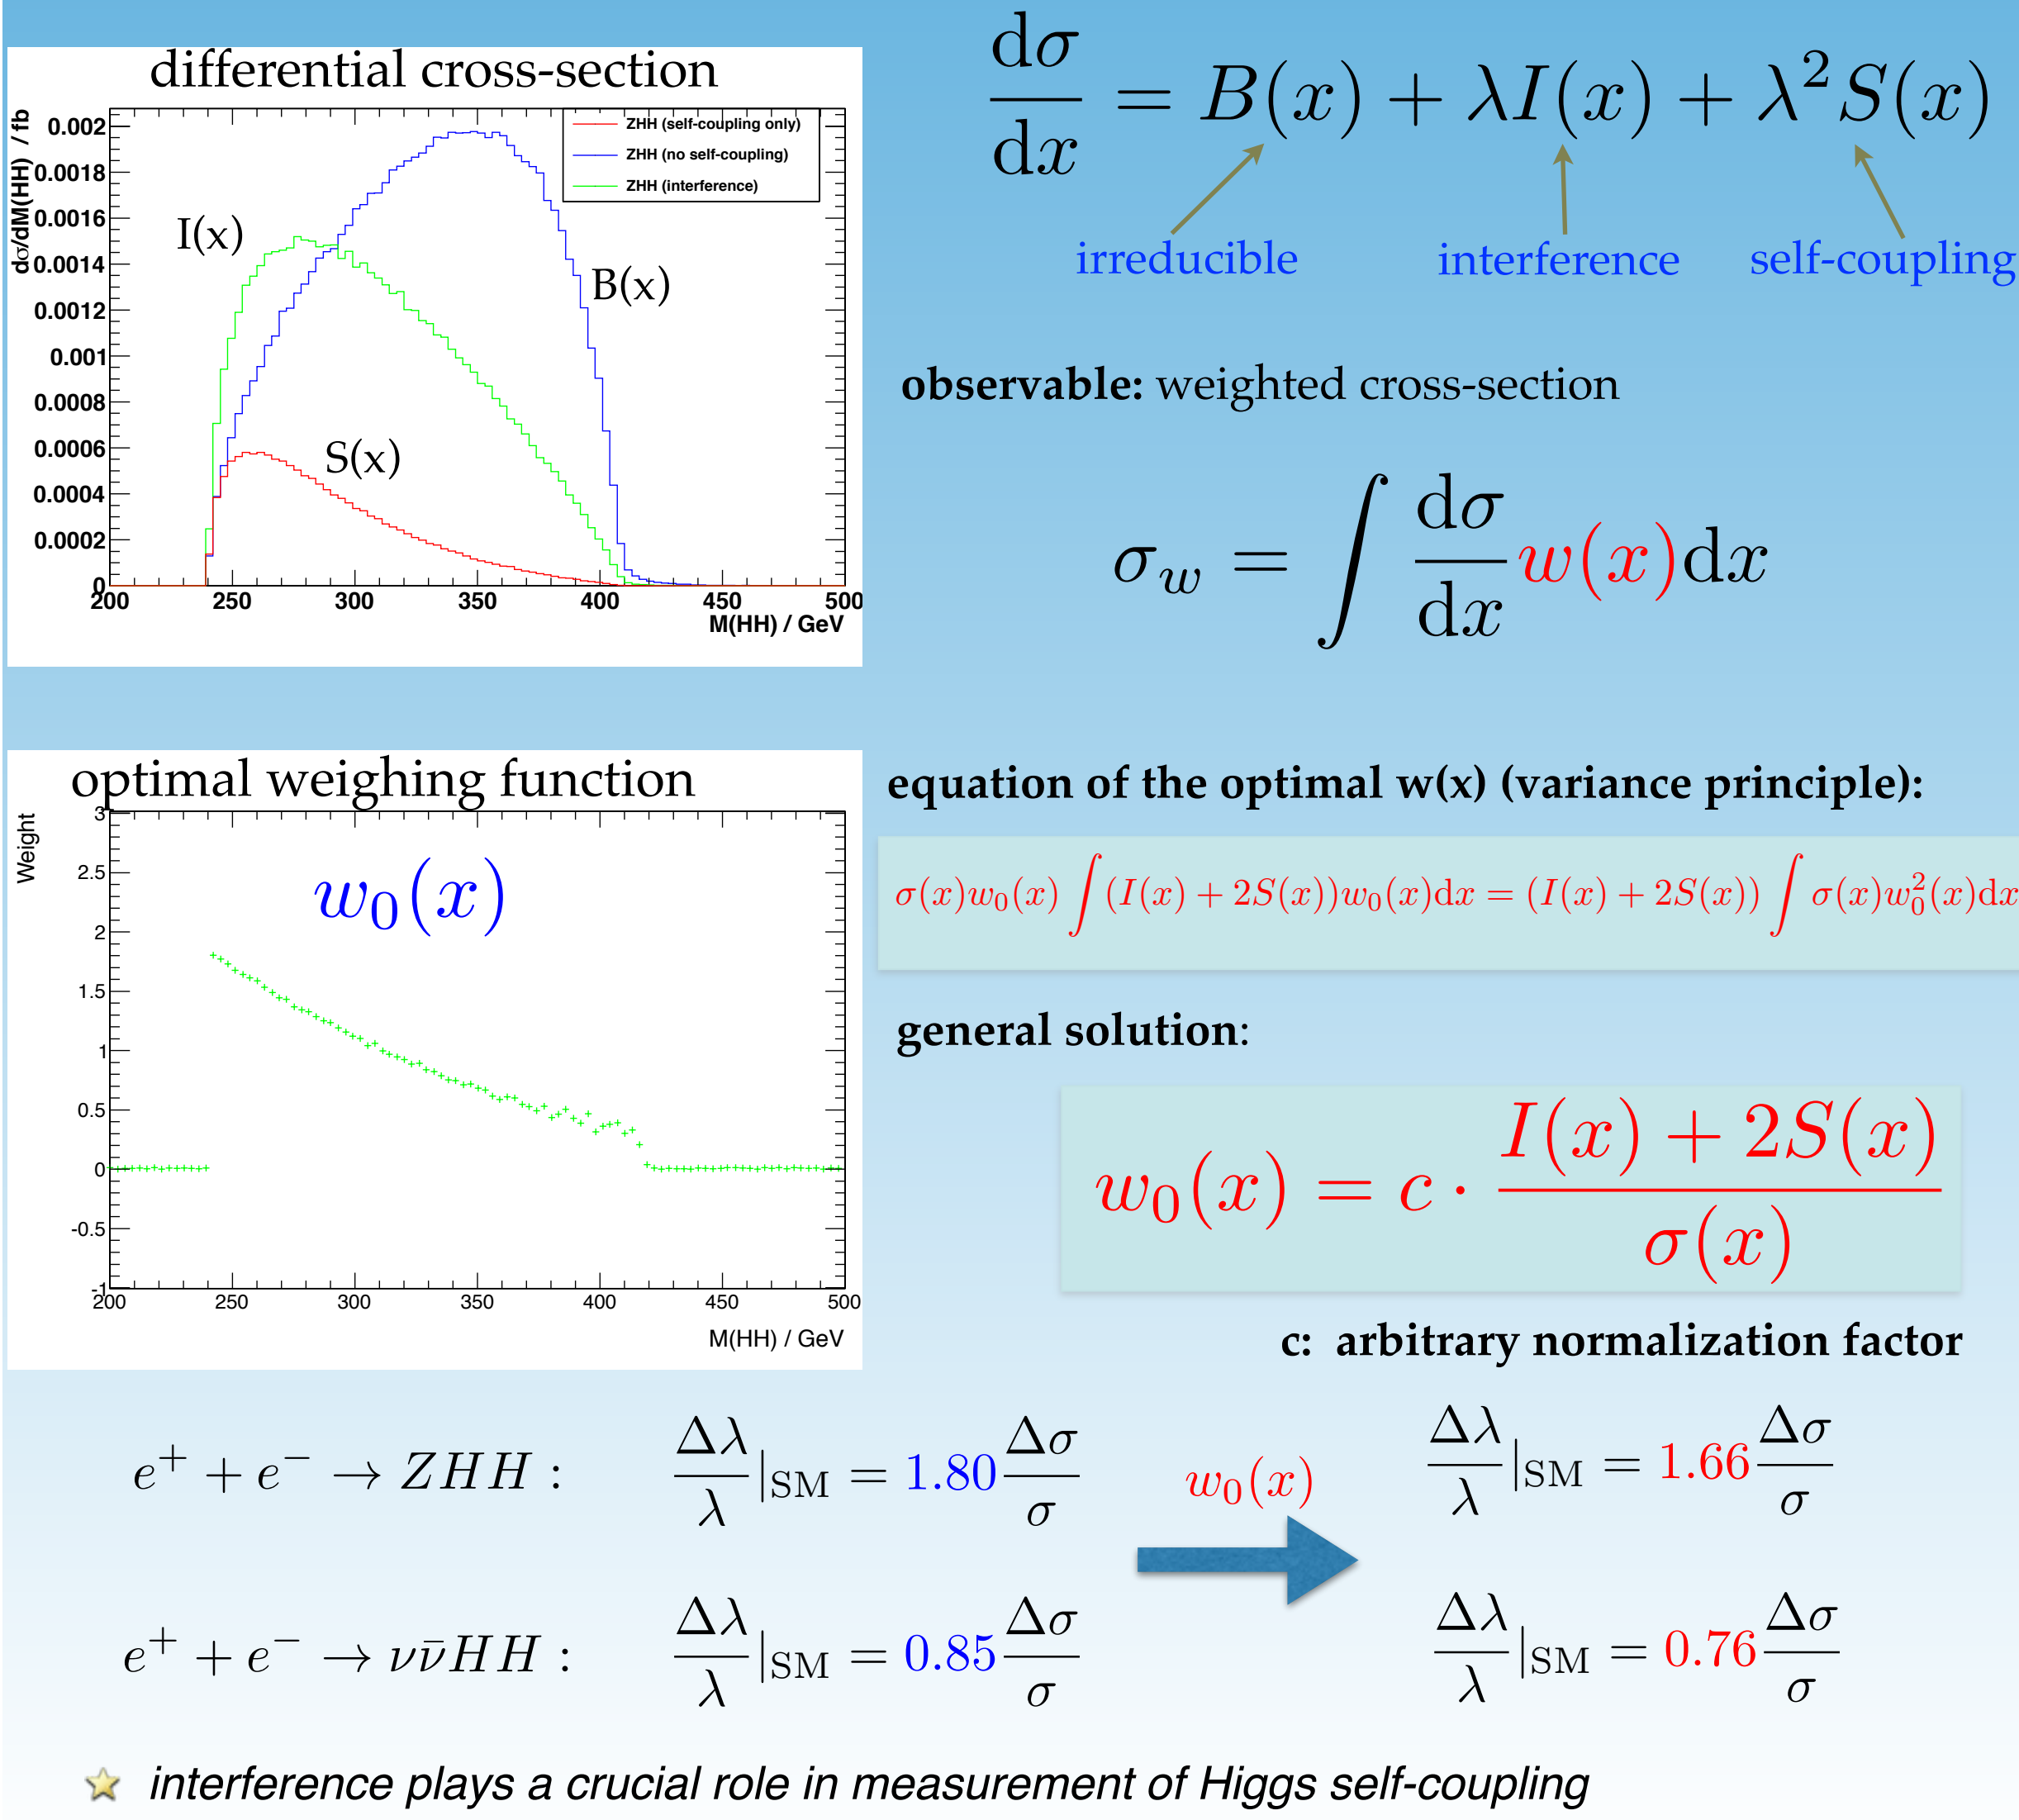 differential cross-section
dσ/dM(HH) / fb
0.002
0.0018
0.0016
0.0014
0.0012
0.001
0.0008
0.0006
0.0004
0.0002
0
200 250 300 350 400 450 500
M(HH) / GeV
ZHH (self-coupling only)
ZHH (no self-coupling)
ZHH (interference)
I(x)
B(x)
S(x)
dσ/dx = B(x) + λI(x) + λ²S(x)
irreducible interference self-coupling
observable: weighted cross-section
σ_w = ∫ dσ/dx w(x)dx
optimal weighing function
Weight
3
2.5
2
1.5
1
0.5
0
-0.5
-1
200 250 300 350 400 450 500
M(HH) / GeV
w₀(x)
equation of the optimal w(x) (variance principle):
σ(x)w₀(x) ∫ (I(x) + 2S(x))w₀(x)dx = (I(x) + 2S(x)) ∫ σ(x)w₀²(x)dx
general solution:
w₀(x) = c · (I(x) + 2S(x))/σ(x)
c: arbitrary normalization factor
e⁺ + e⁻ → ZHH : Δλ/λ|SM = 1.80 Δσ/σ
w₀(x)
Δλ/λ|SM = 1.66 Δσ/σ
e⁺ + e⁻ → νν̄HH : Δλ/λ|SM = 0.85 Δσ/σ
Δλ/λ|SM = 0.76 Δσ/σ
interference plays a crucial role in measurement of Higgs self-coupling